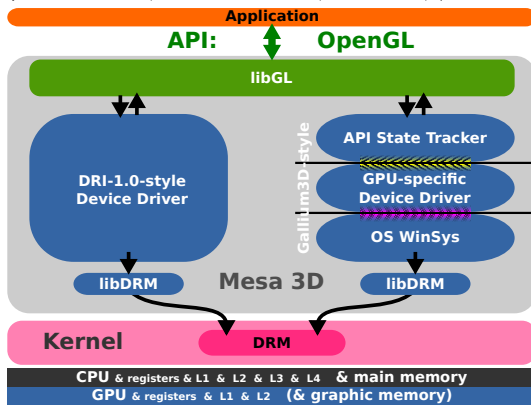 Application
API: OpenGL
libGL
DRI-1.0-style
Device Driver
Gallium3D-style
API State Tracker
GPU-specific
Device Driver
OS WinSys
libDRM
Mesa 3D
libDRM
Kernel
DRM
CPU & registers & L1 & L2 & L3 & L4 & main memory
GPU & registers & L1 & L2 (& graphic memory)